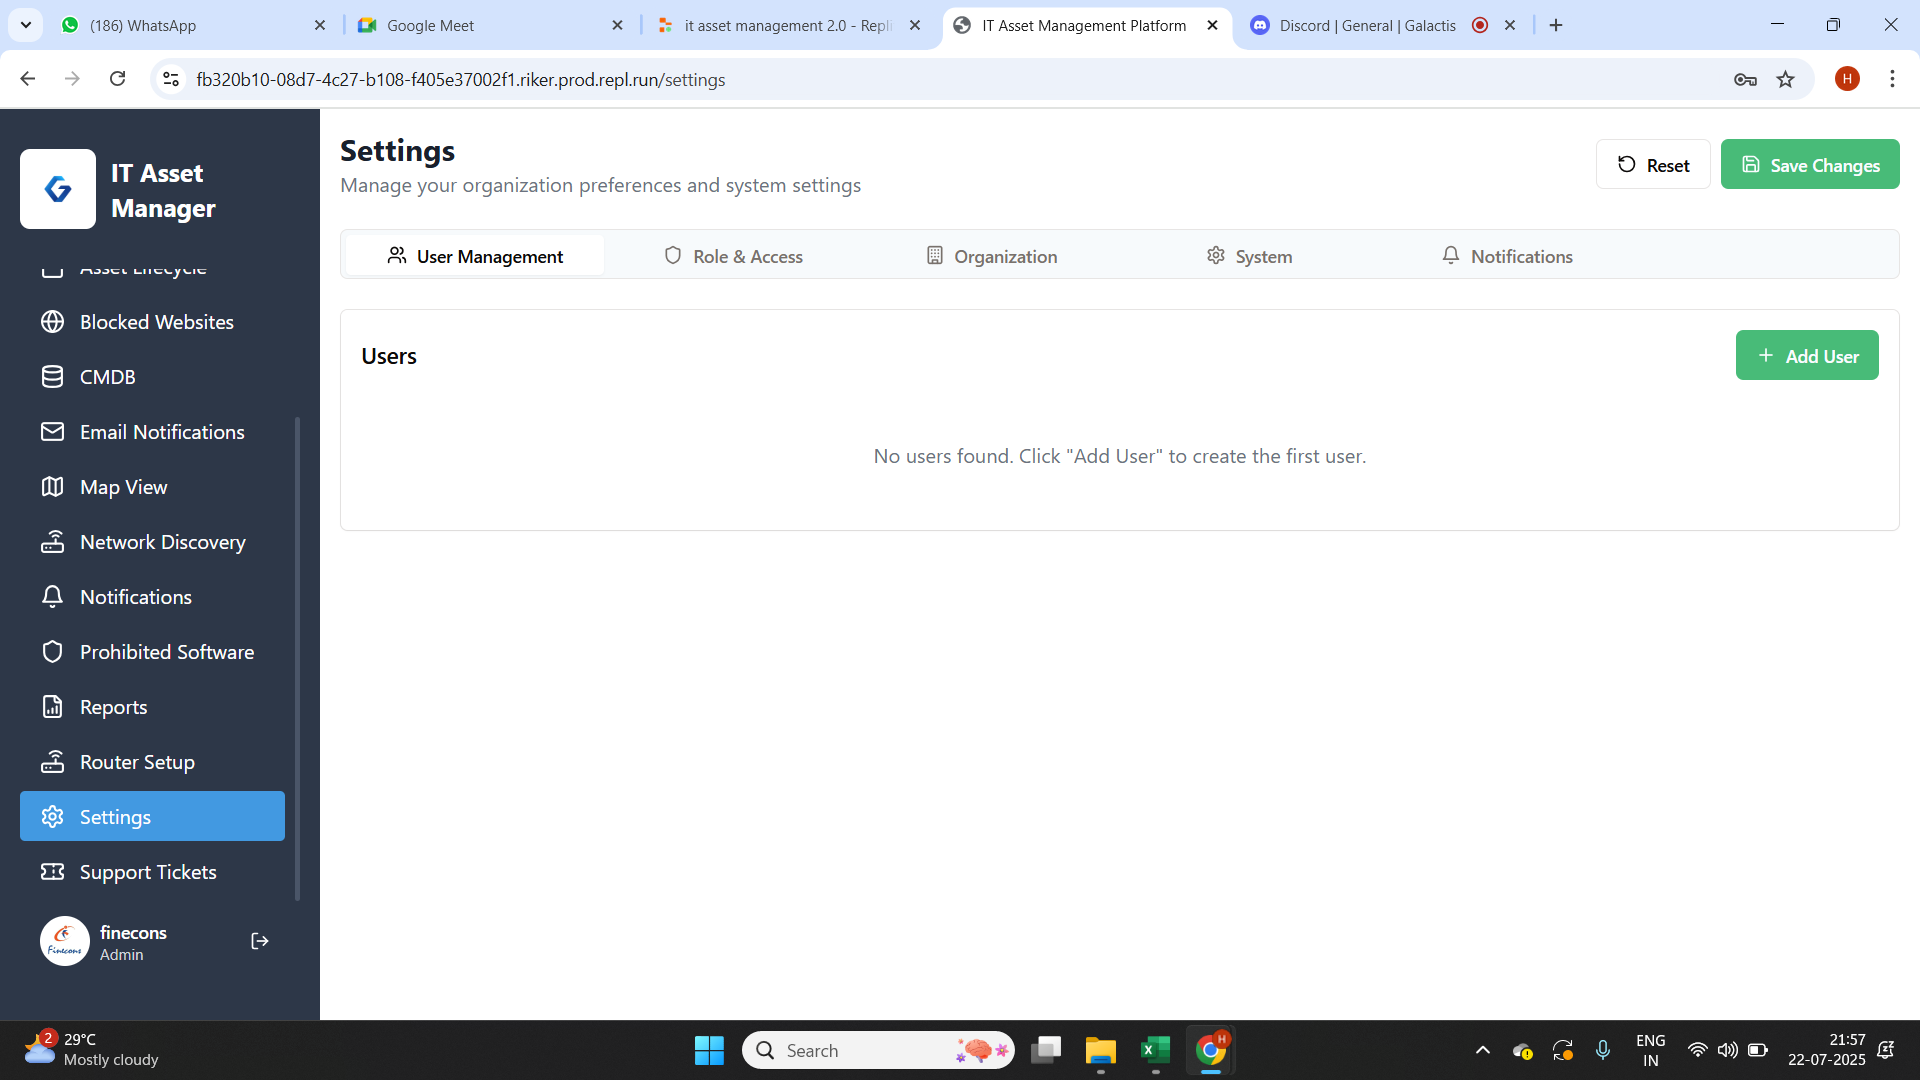 (186) WhatsApp
Google Meet
it asset management 2.0 - Repli
IT Asset Management Platform
Discord | General | Galactis
fb320b10-08d7-4c27-b108-f405e37002f1.riker.prod.repl.run/settings
H
IT Asset
Manager
Asset Lifecycle
Blocked Websites
CMDB
Email Notifications
Map View
Network Discovery
Notifications
Prohibited Software
Reports
Router Setup
Settings
Support Tickets
Finecons
finecons
Admin
Settings
Manage your organization preferences and system settings
Reset
Save Changes
User Management
Role & Access
Organization
System
Notifications
Users
Add User
No users found. Click "Add User" to create the first user.
2
29°C
Mostly cloudy
Search
H
ENG
IN
21:57
22-07-2025